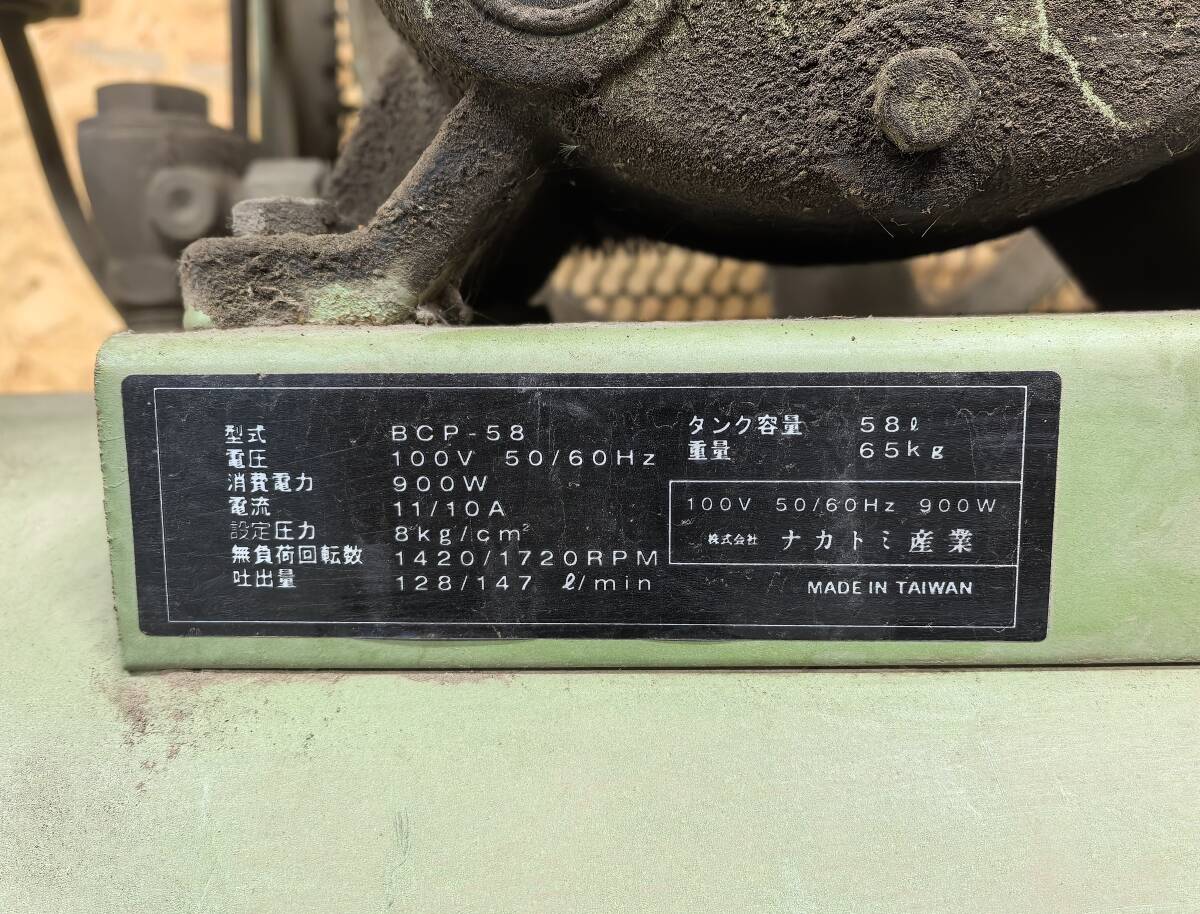 型式 BCP-58
電圧 100V 50/60Hz
消費電力 900W
電流 11/10A
設定圧力 8kg/cm²
無負荷回転数 1420/1720RPM
吐出量 128/147 ℓ/min
タンク容量 58ℓ
重量 65kg
100V 50/60Hz 900W
株式会社 ナカトミ産業
MADE IN TAIWAN